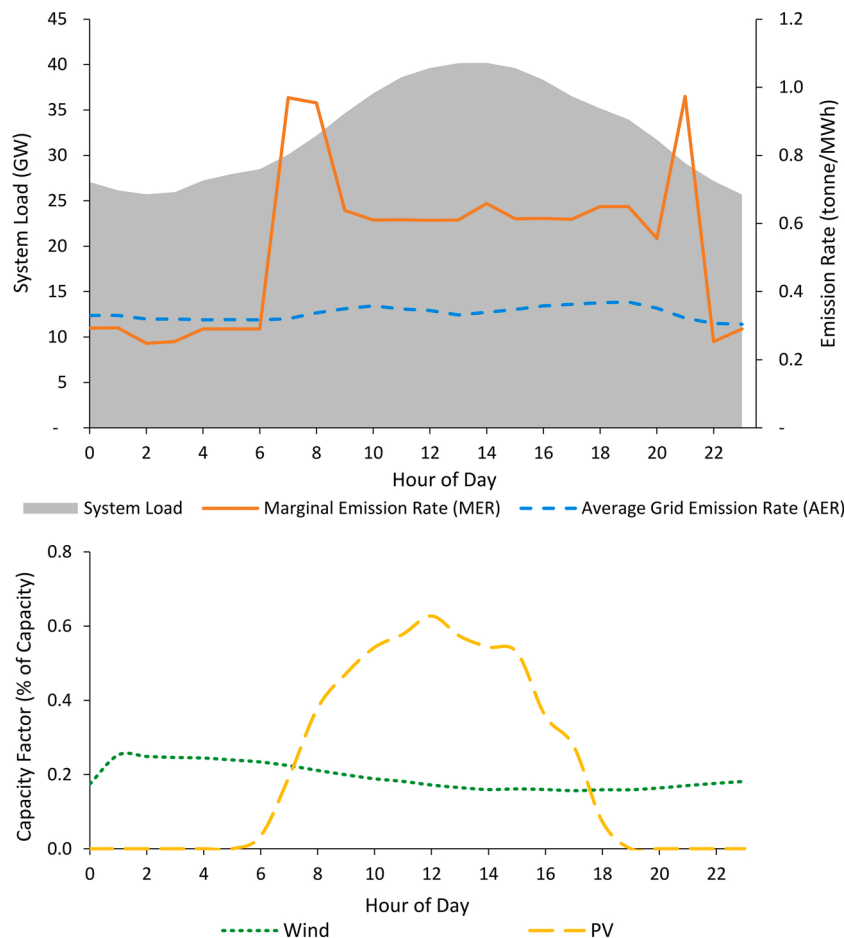 System Load (GW)
45
40
35
30
25
20
15
10
5
-
Emission Rate (tonne/MWh)
1.2
1.0
0.8
0.6
0.4
0.2
-
0 2 4 6 8 10 12 14 16 18 20 22
Hour of Day
System Load Marginal Emission Rate (MER) Average Grid Emission Rate (AER)
Capacity Factor (% of Capacity)
0.8
0.6
0.4
0.2
0.0
0 2 4 6 8 10 12 14 16 18 20 22
Hour of Day
Wind PV